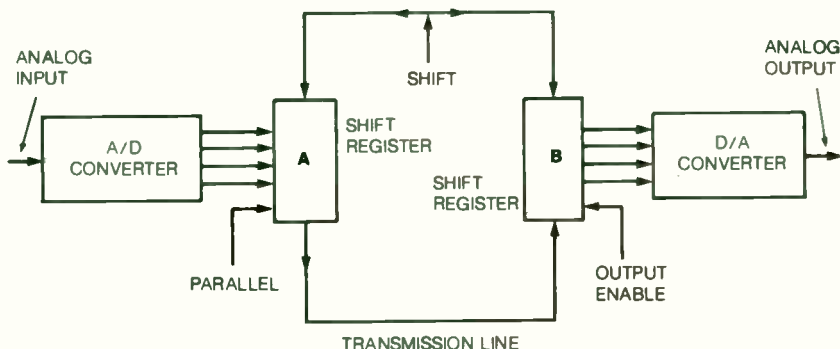 ANALOG
INPUT
SHIFT
ANALOG
OUTPUT
A/D
CONVERTER
A
SHIFT
REGISTER
SHIFT
REGISTER
B
D/A
CONVERTER
PARALLEL
OUTPUT
ENABLE
TRANSMISSION LINE